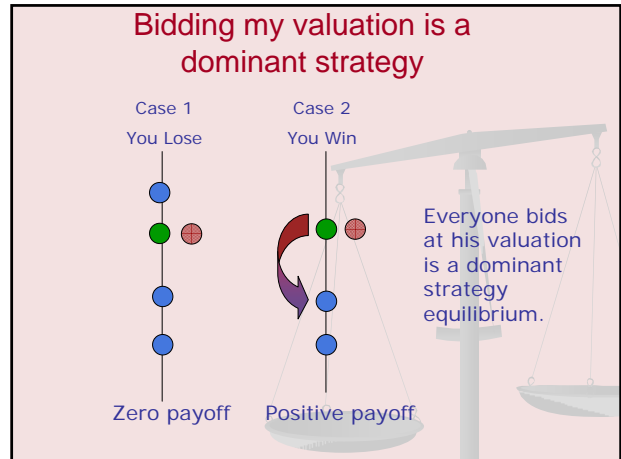 Bidding my valuation is a
dominant strategy
Case 1
You Lose
Case 2
You Win
Everyone bids
at his valuation
is a dominant
strategy
equilibrium.
Zero payoff
Positive payoff